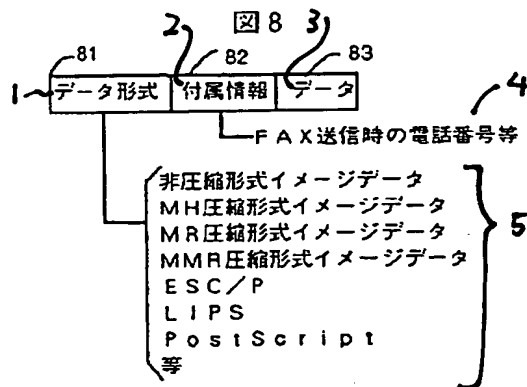 図8
81 82 83
1 2 3
データ形式 付属情報 データ
4
FAX送信時の電話番号等
非圧縮形式イメージデータ
MH圧縮形式イメージデータ
MR圧縮形式イメージデータ
MMR圧縮形式イメージデータ
5
ESC/P
LIPS
PostScript
等